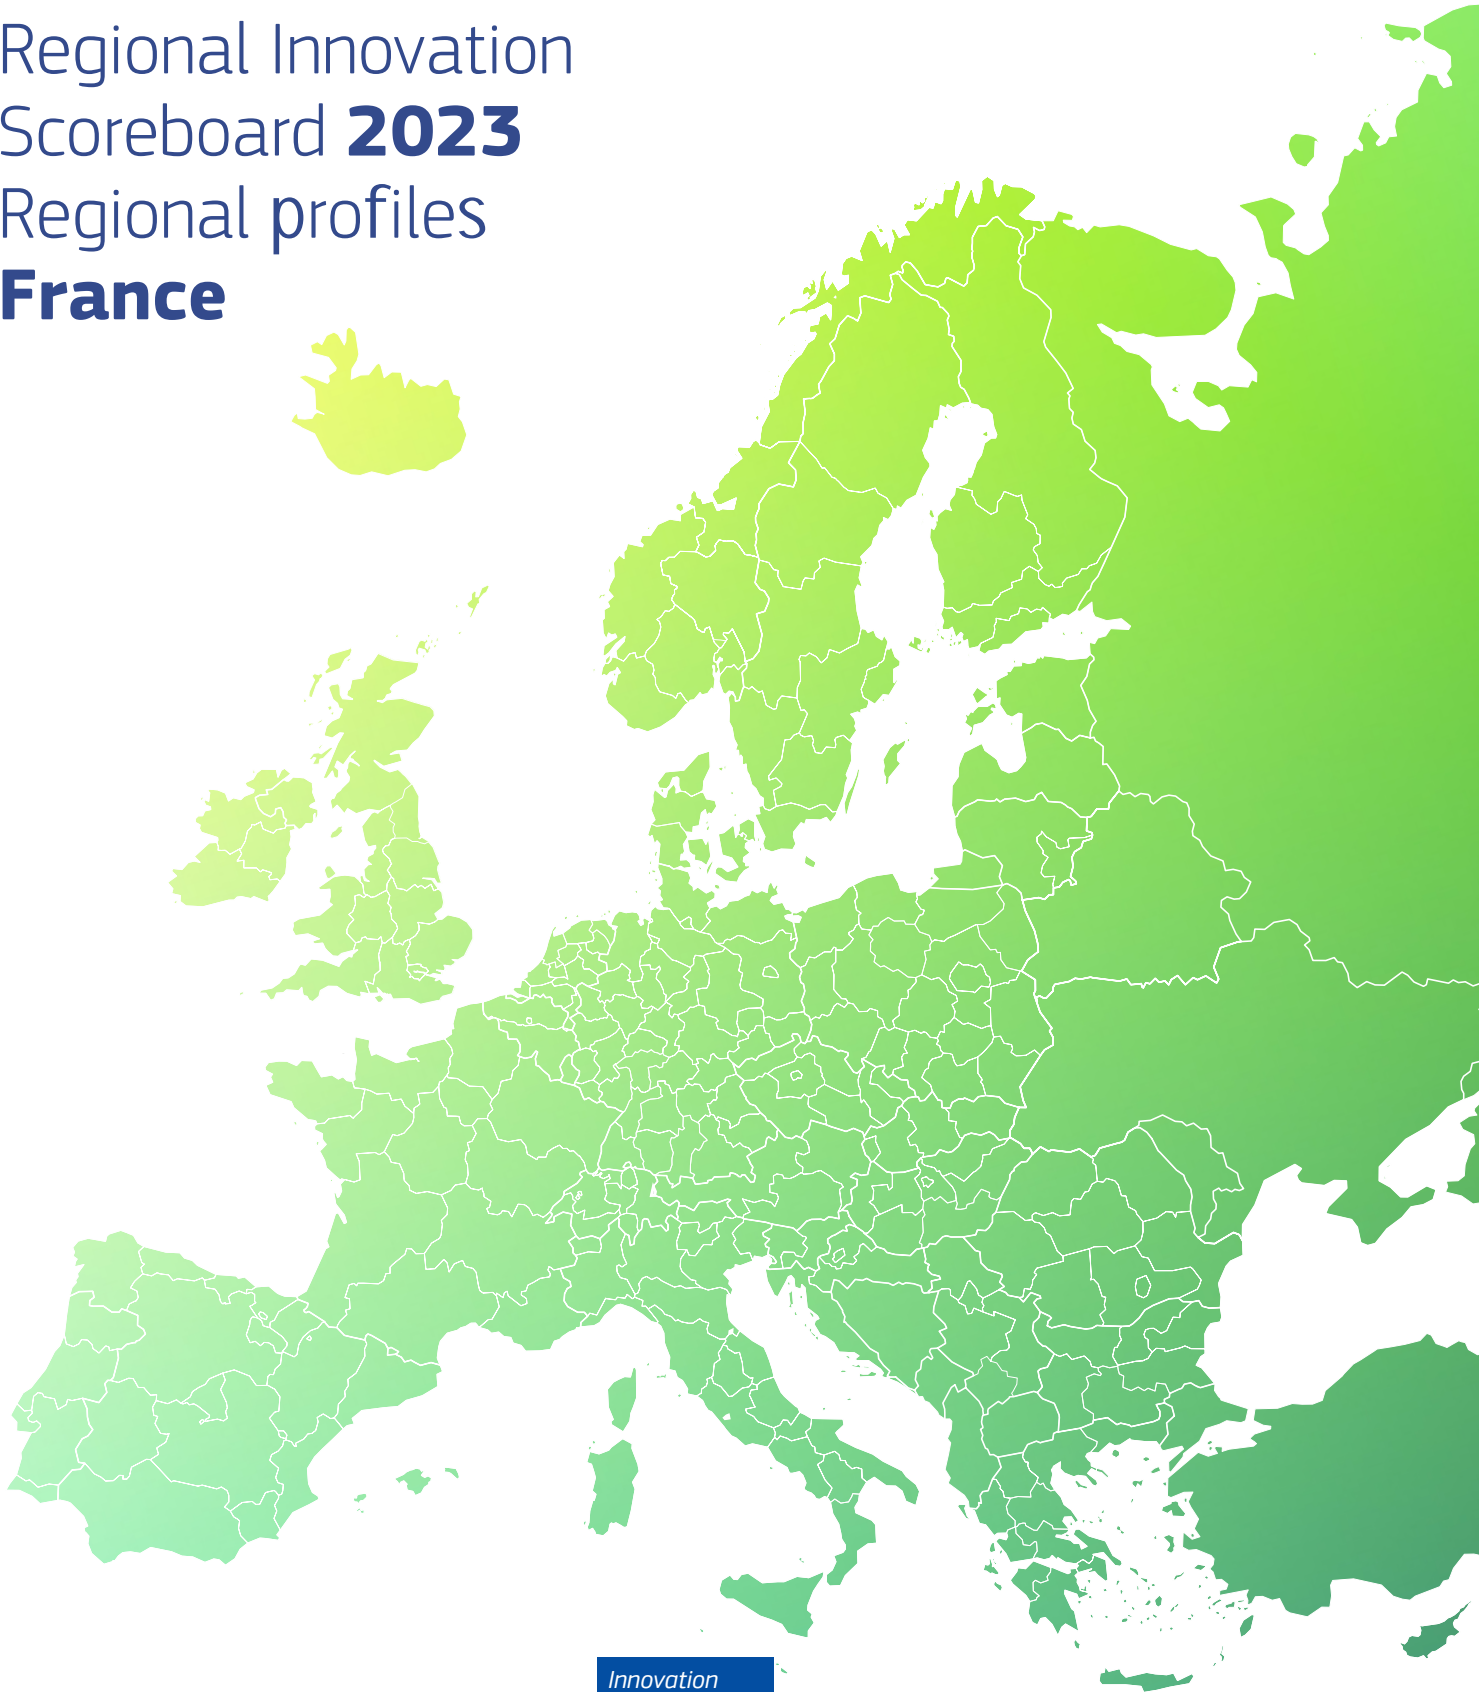 Regional Innovation
Scoreboard 2023
Regional profiles
France
Innovation